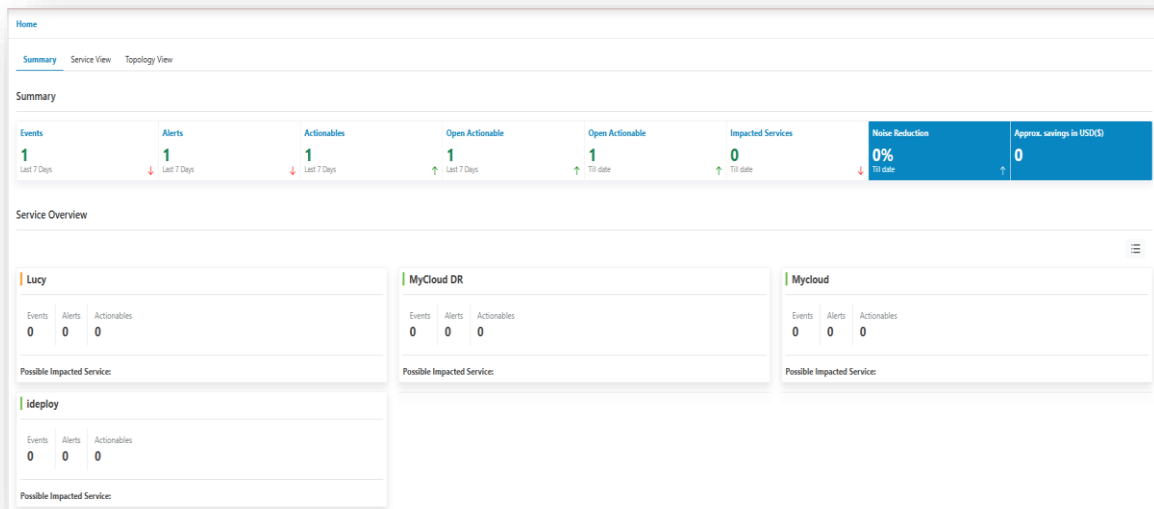 Home
Summary Service View Topology View
Summary
Events Alerts Actionables Open Actionable Open Actionable Impacted Services Noise Reduction Approx. savings in USD($)
1 1 1 1 1 0 0% 0
Last 7 Days Last 7 Days Last 7 Days Last 7 Days Till date Till date Till date
Service Overview
Lucy MyCloud DR Mycloud
Events Alerts Actionables Events Alerts Actionables Events Alerts Actionables
0 0 0 0 0 0 0 0 0
Possible Impacted Service: Possible Impacted Service: Possible Impacted Service:
ideploy
Events Alerts Actionables
0 0 0
Possible Impacted Service: